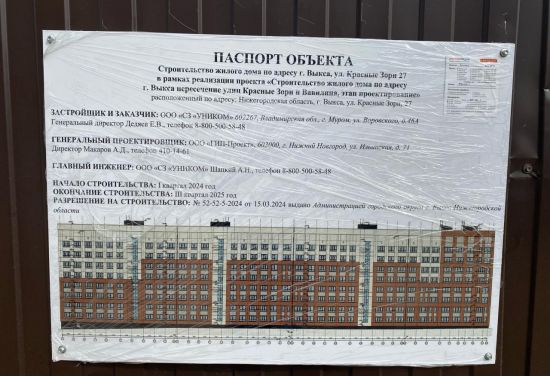 ПАСПОРТ ОБЪЕКТА
Строительство жилого дома по адресу г. Выкса, ул. Красные Зори 27
в рамках реализации проекта «Строительство жилого дома по адресу
г. Выкса пересечение улиц Красные Зори и Вавилина, этап проектирование»
расположенный по адресу: Нижегородская область, г. Выкса, ул. Красные Зори, 27
ЗАСТРОЙЩИК И ЗАКАЗЧИК: ООО «СЗ «УНИКОМ» 602267, Владимирская обл., г. Муром, ул. Воровского, д.
Генеральный директор Дедяев Е.В., телефон 8-800-500-58-48
ГЕНЕРАЛЬНЫЙ ПРОЕКТИРОВЩИК: ООО «ГИП-Проект», г. Нижний Новгород, ул. Ильинская, д.
Директор Макаров А.Д., телефон 410-14-61
ГЛАВНЫЙ ИНЖЕНЕР: ООО «СЗ «УНИКОМ» А.Н., телефон 8-800-500-58-48
НАЧАЛО СТРОИТЕЛЬСТВА: I квартал 2024 год
ОКОНЧАНИЕ СТРОИТЕЛЬСТВА: III квартал 2025 год
РАЗРЕШЕНИЕ НА СТРОИТЕЛЬСТВО: № 52-52-5-2024 от 15.03.2024 выдано Администрацией городского округа г. Выкса Нижегородской
области